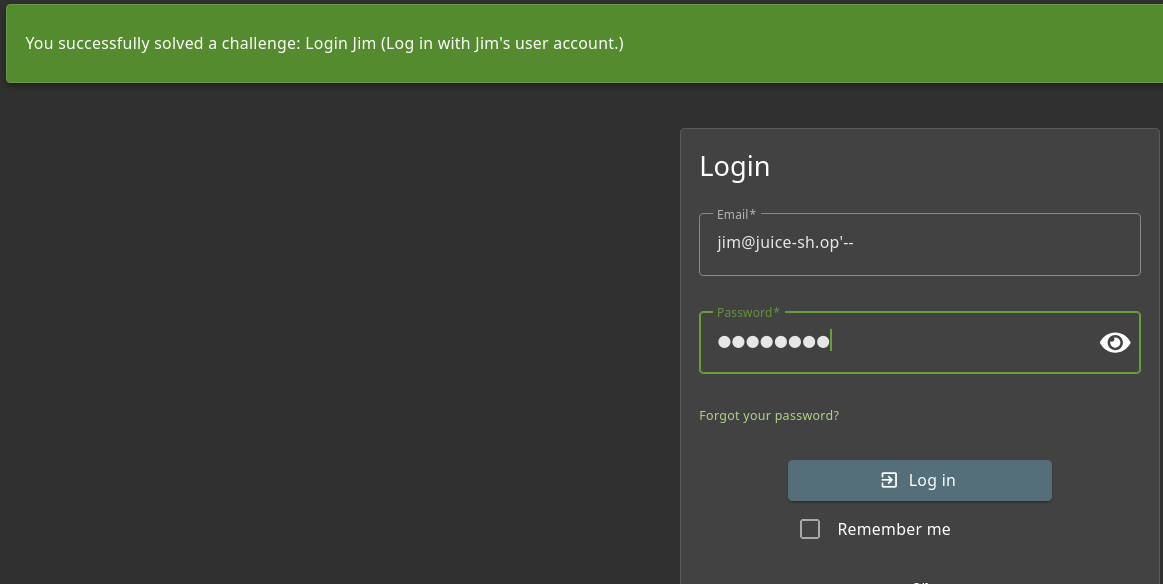 You successfully solved a challenge: Login Jim (Log in with Jim's user account.)
Login
Email*
jim@juice-sh.op'--
Password*
●●●●●●●●
Forgot your password?
Log in
Remember me
or